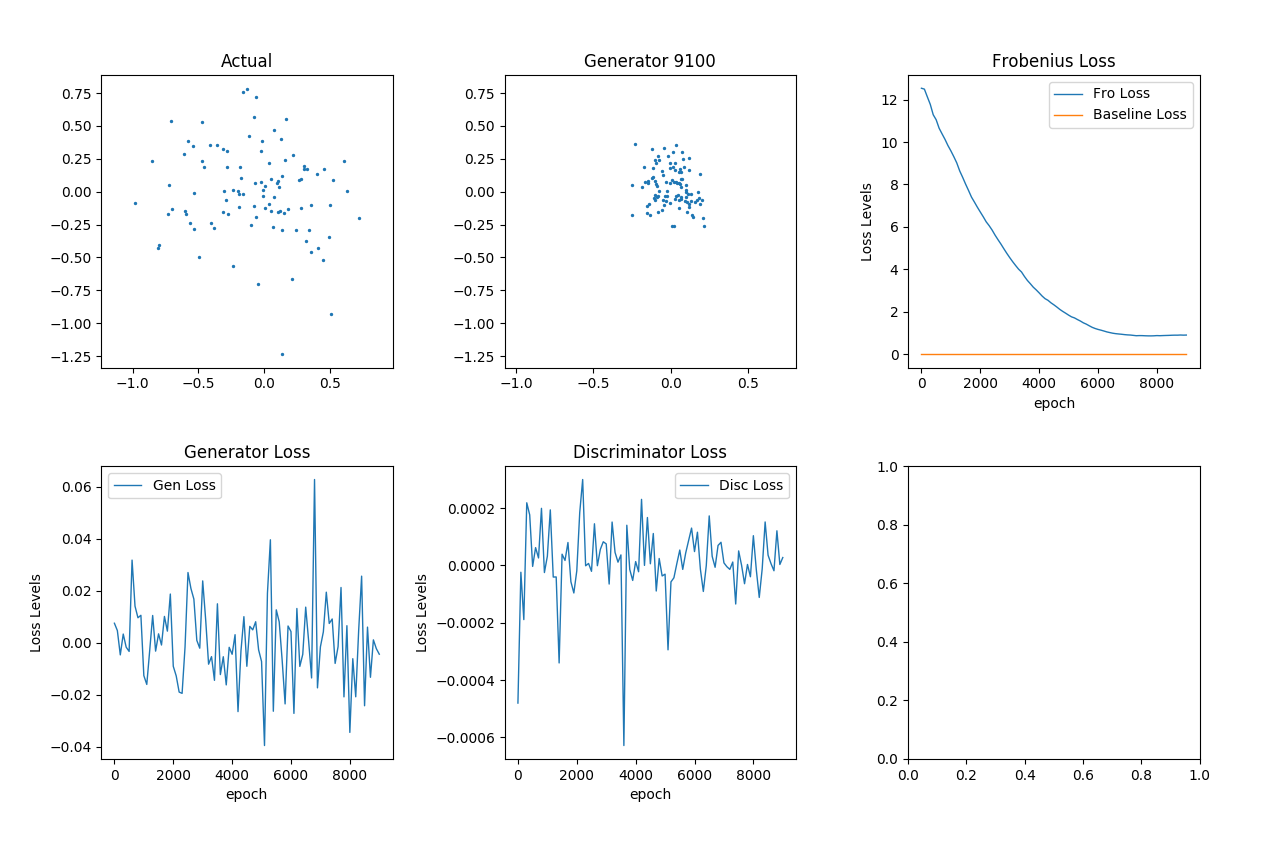 Actual
0.75
0.50
0.25
0.00
−0.25
−0.50
−0.75
−1.00
−1.25
−1.0 −0.5 0.0 0.5
Generator 9100
0.75
0.50
0.25
0.00
−0.25
−0.50
−0.75
−1.00
−1.25
−1.0 −0.5 0.0 0.5
Frobenius Loss
Fro Loss
Baseline Loss
Loss Levels
12
10
8
6
4
2
0
0 2000 4000 6000 8000
epoch
Generator Loss
Gen Loss
Loss Levels
0.06
0.04
0.02
0.00
−0.02
−0.04
0 2000 4000 6000 8000
epoch
Discriminator Loss
Disc Loss
Loss Levels
0.0002
0.0000
−0.0002
−0.0004
−0.0006
0 2000 4000 6000 8000
epoch
1.0
0.8
0.6
0.4
0.2
0.0
0.0 0.2 0.4 0.6 0.8 1.0